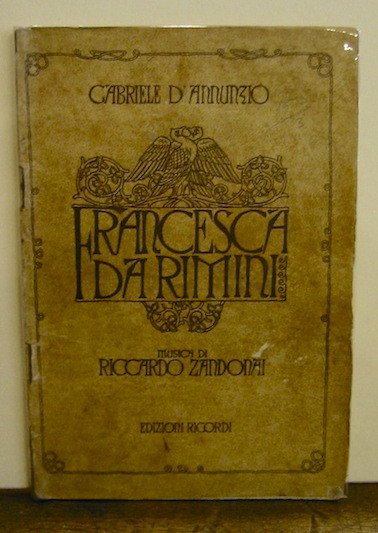 GABRIELE D'ANNUNZIO
FRANCESCA
DA RIMINI
MUSICA DI
RICCARDO ZANDONAI
EDIZIONI RICORDI